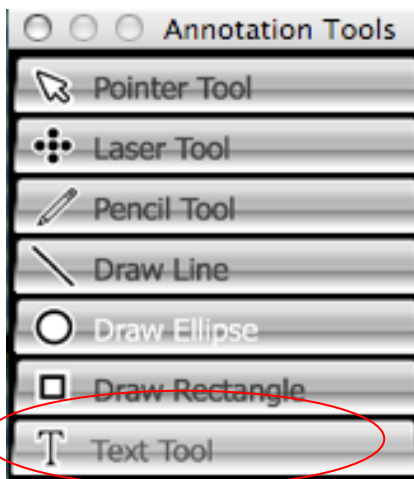 Annotation Tools
Pointer Tool
Laser Tool
Pencil Tool
Draw Line
Draw Ellipse
Draw Rectangle
Text Tool